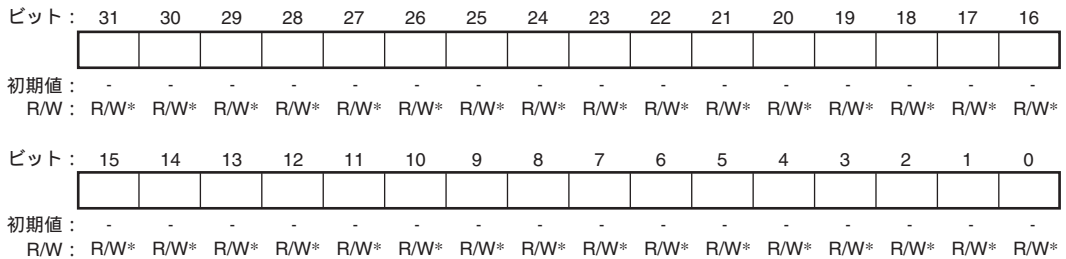 ビット： 31 30 29 28 27 26 25 24 23 22 21 20 19 18 17 16
初期値： - - - - - - - - - - - - - - - -
R/W： R/W* R/W* R/W* R/W* R/W* R/W* R/W* R/W* R/W* R/W* R/W* R/W* R/W* R/W* R/W* R/W*
ビット： 15 14 13 12 11 10 9 8 7 6 5 4 3 2 1 0
初期値： - - - - - - - - - - - - - - - -
R/W： R/W* R/W* R/W* R/W* R/W* R/W* R/W* R/W* R/W* R/W* R/W* R/W* R/W* R/W* R/W* R/W*